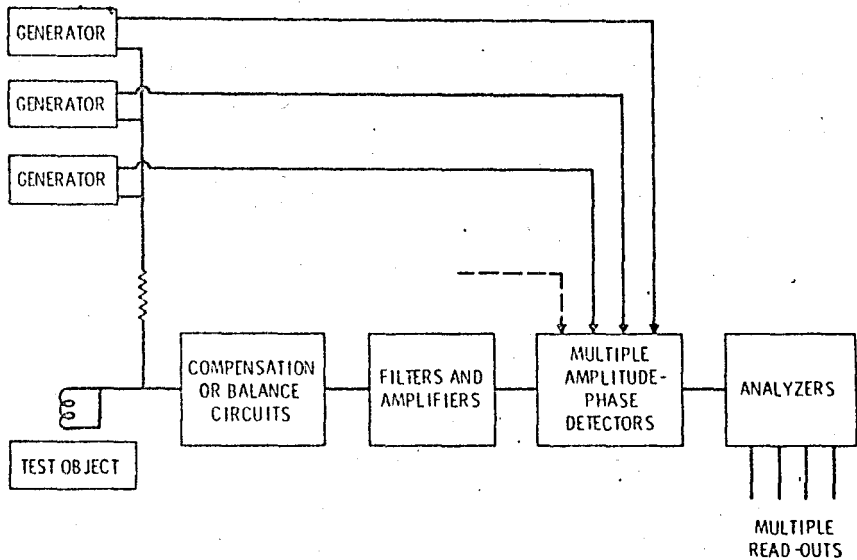 GENERATOR
GENERATOR
GENERATOR
COMPENSATION
OR BALANCE
CIRCUITS
FILTERS AND
AMPLIFIERS
MULTIPLE
AMPLITUDE-
PHASE
DETECTORS
ANALYZERS
TEST OBJECT
MULTIPLE
READ-OUTS